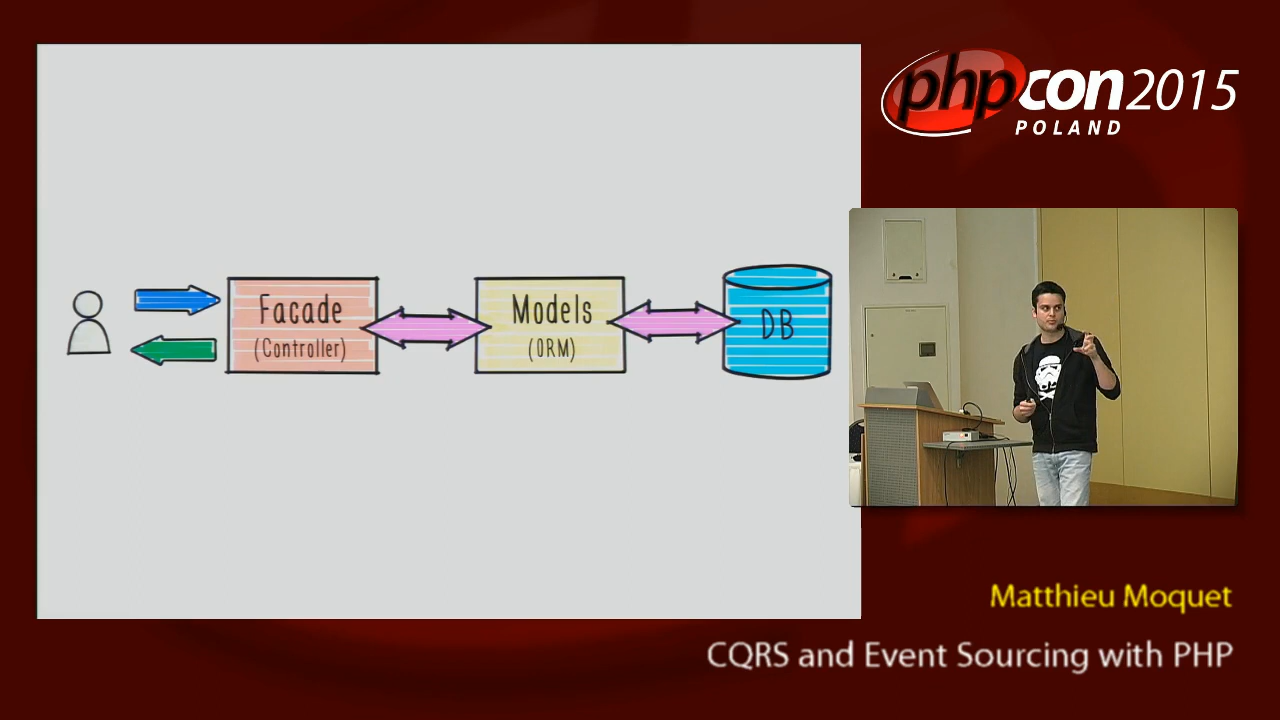 phpcon2015
POLAND
Facade
(Controller)
Models
(ORM)
DB
Matthieu Moquet
CQRS and Event Sourcing with PHP